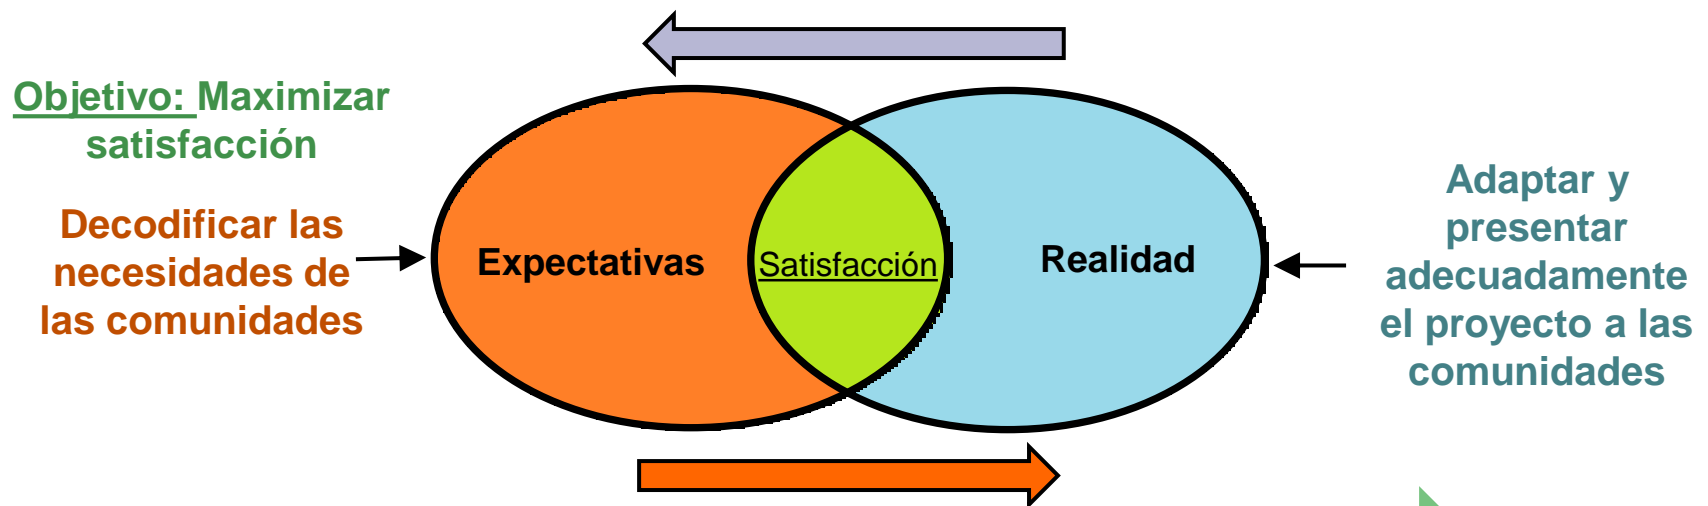 Objetivo: Maximizar
satisfacción
Decodificar las
necesidades de
las comunidades
Expectativas
Satisfacción
Realidad
Adaptar y
presentar
adecuadamente
el proyecto a las
comunidades